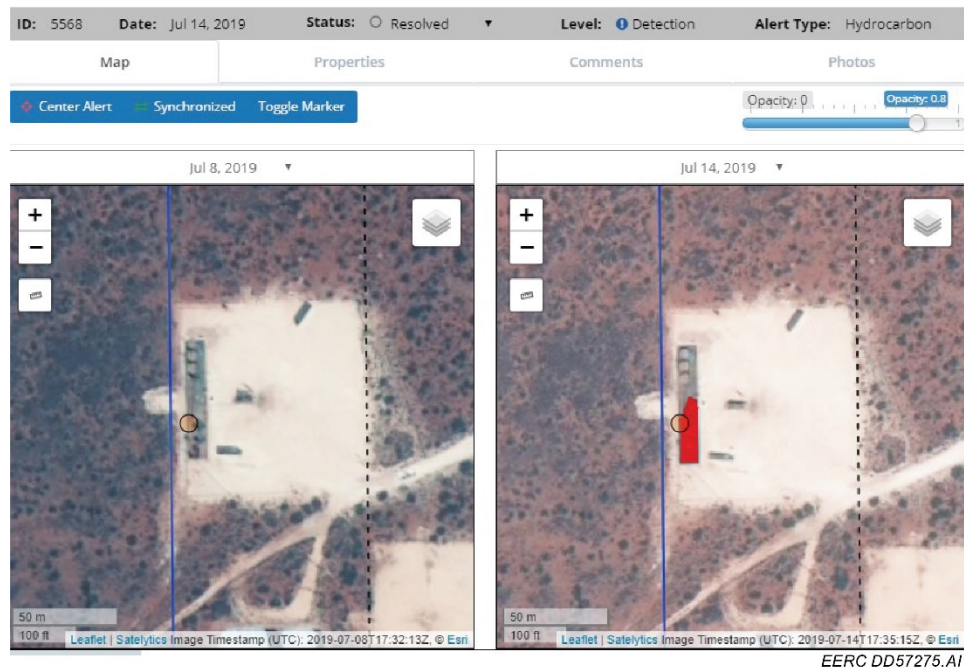 ID: 5568 Date: Jul 14, 2019 Status: Resolved ▼ Level: Detection Alert Type: Hydrocarbon
Map Properties Comments Photos
Center Alert Synchronized Toggle Marker Opacity: 0 Opacity: 0.8 1
Jul 8, 2019 ▼ Jul 14, 2019 ▼
+ +
− −
50 m 50 m
100 ft Leaflet | Satelytics Image Timestamp (UTC): 2019-07-08T17:32:13Z, © Esri 100 ft Leaflet | Satelytics Image Timestamp (UTC): 2019-07-14T17:35:15Z, © Esri
EERC DD57275.AI